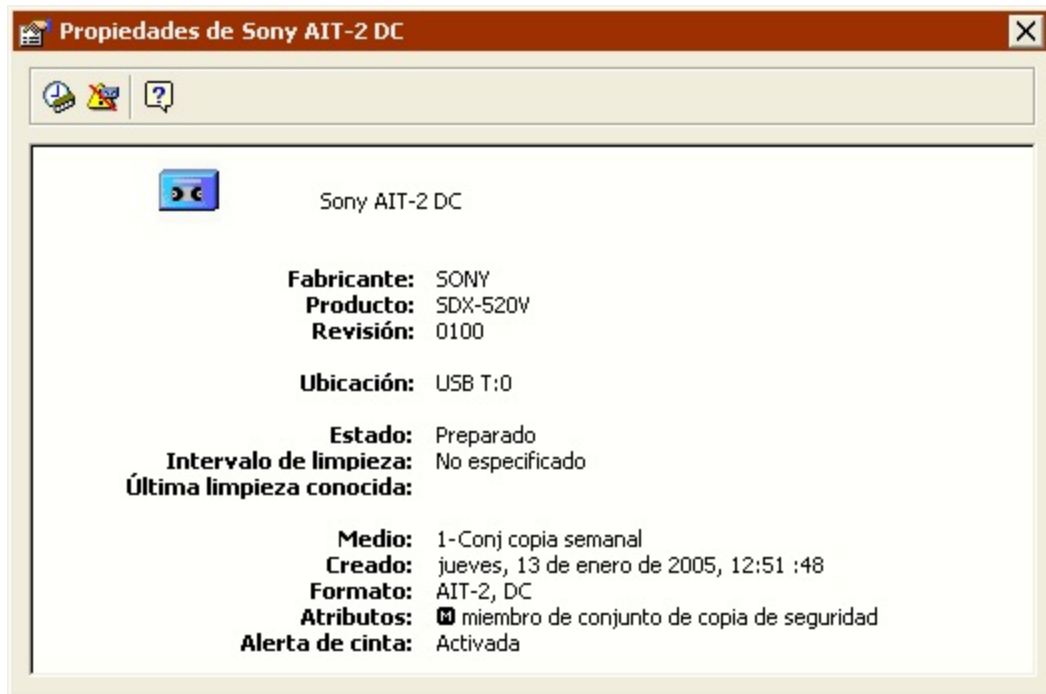 Propiedades de Sony AIT-2 DC
Sony AIT-2 DC
Fabricante: SONY
Producto: SDX-520V
Revisión: 0100
Ubicación: USB T:0
Estado: Preparado
Intervalo de limpieza: No especificado
Última limpieza conocida:
Medio: 1-Conj copia semanal
Creado: jueves, 13 de enero de 2005, 12:51 :48
Formato: AIT-2, DC
Atributos: M miembro de conjunto de copia de seguridad
Alerta de cinta: Activada